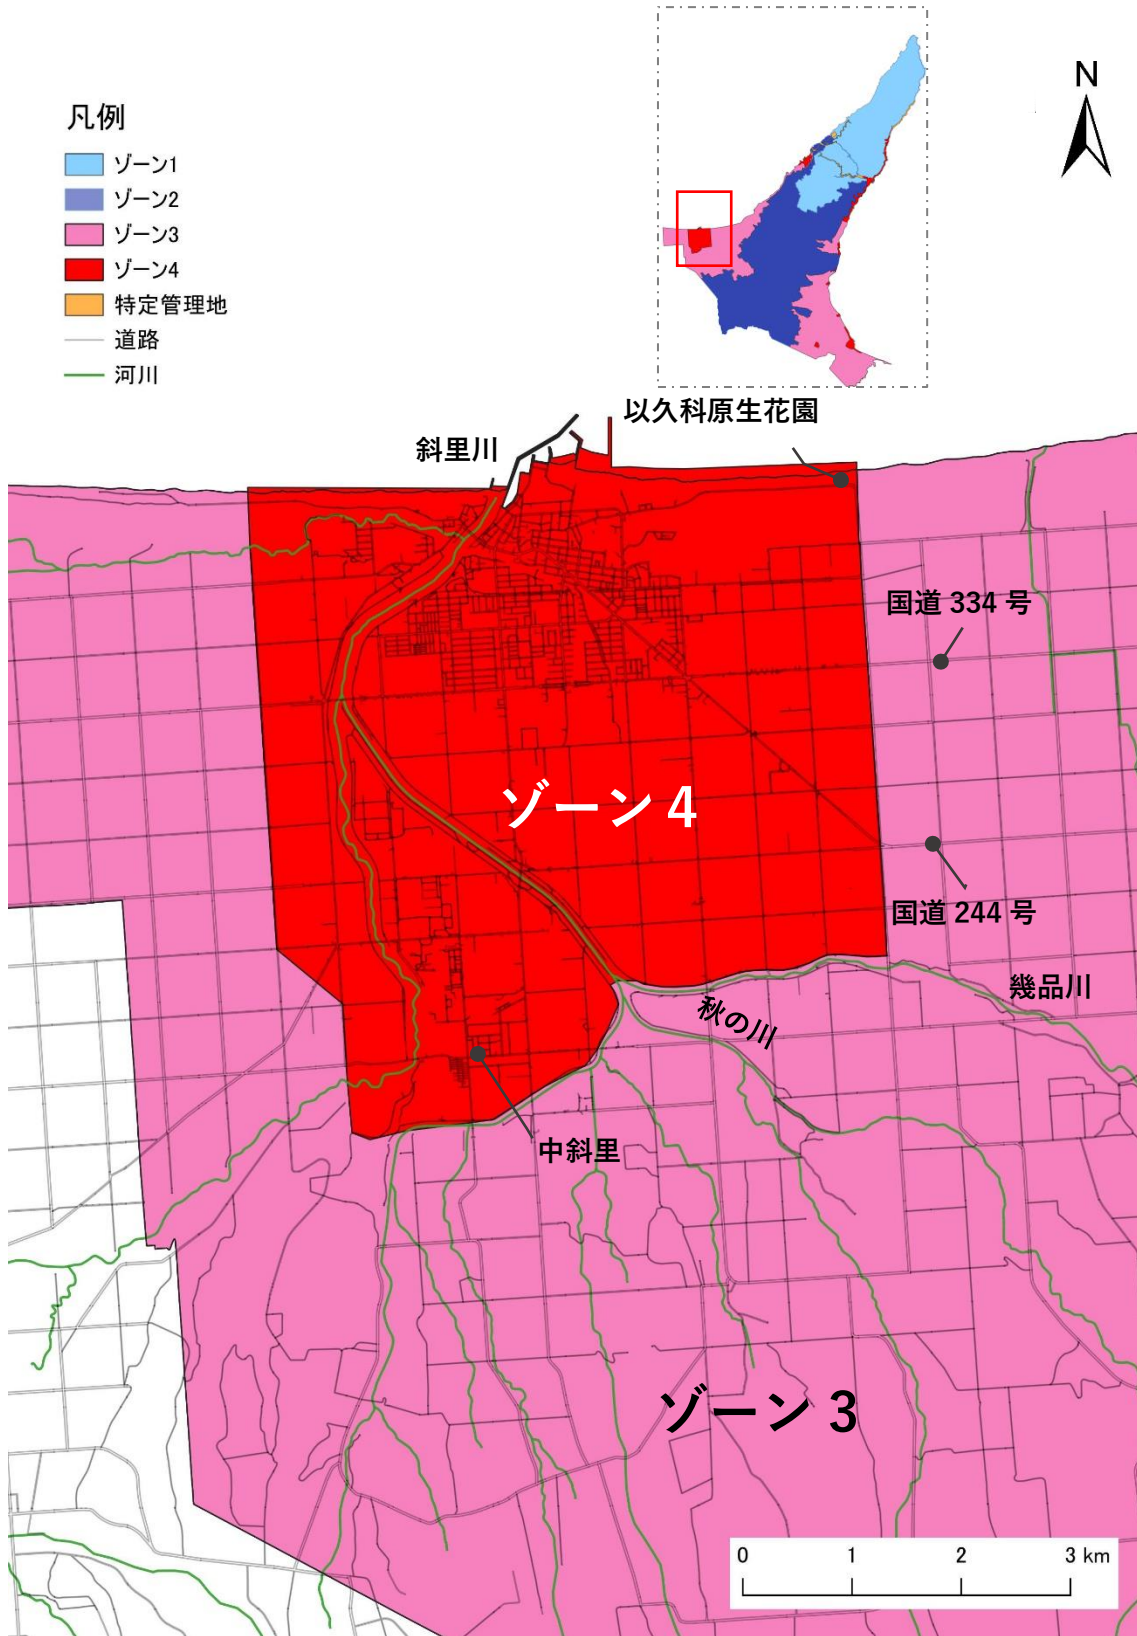 凡例
ゾーン1
ゾーン2
ゾーン3
ゾーン4
特定管理地
道路
河川
N
以久科原生花園
斜里川
国道 334 号
ゾーン 4
国道 244 号
幾品川
秋の川
中斜里
ゾーン 3
0 1 2 3 km